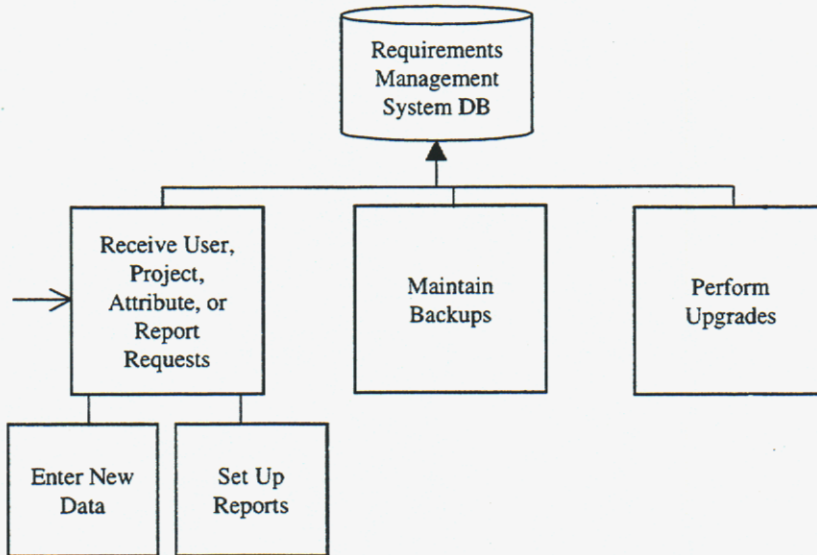 Requirements
Management
System DB
Receive User,
Project,
Attribute, or
Report
Requests
Maintain
Backups
Perform
Upgrades
Enter New
Data
Set Up
Reports